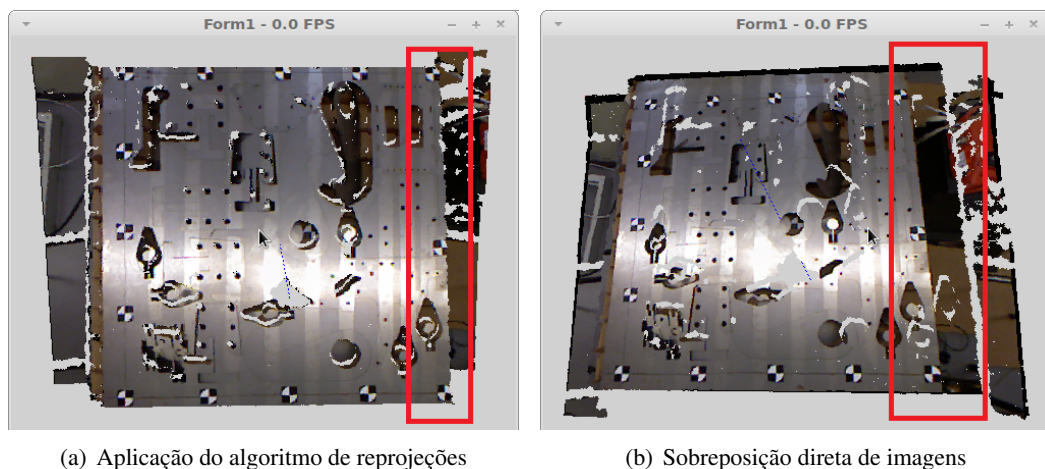 Form1 - 0.0 FPS
Form1 - 0.0 FPS
(a) Aplicação do algoritmo de reprojeções
(b) Sobreposição direta de imagens